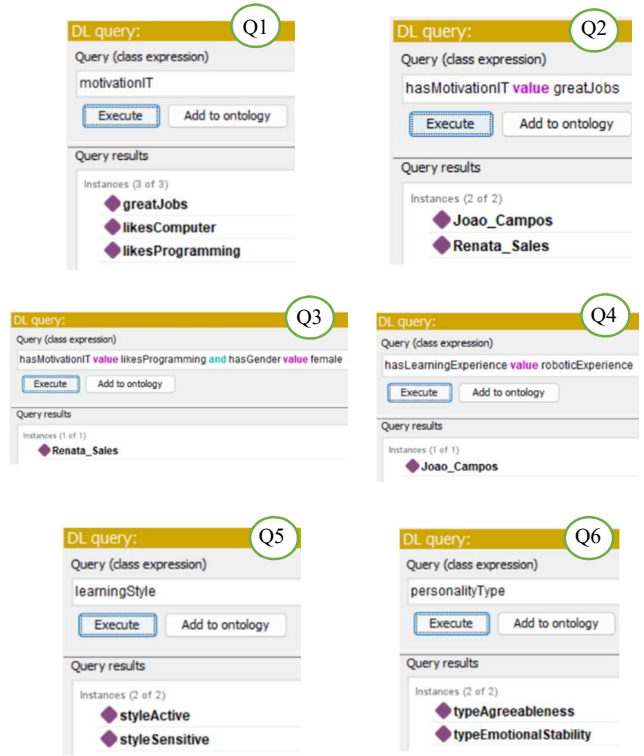 Q1
DL query:
Query (class expression)
motivationIT
Execute Add to ontology
Query results
Instances (3 of 3)
greatJobs
likesComputer
likesProgramming
Q2
DL query:
Query (class expression)
hasMotivationIT value greatJobs
Execute Add to ontology
Query results
Instances (2 of 2)
Joao_Campos
Renata_Sales
Q3
DL query:
Query (class expression)
hasMotivationIT value likesProgramming and hasGender value female
Execute Add to ontology
Query results
Instances (1 of 1)
Renata_Sales
Q4
DL query:
Query (class expression)
hasLearningExperience value roboticExperience
Execute Add to ontology
Query results
Instances (1 of 1)
Joao_Campos
Q5
DL query:
Query (class expression)
learningStyle
Execute Add to ontology
Query results
Instances (2 of 2)
styleActive
styleSensitive
Q6
DL query:
Query (class expression)
personalityType
Execute Add to ontology
Query results
Instances (2 of 2)
typeAgreeableness
typeEmotionalStability